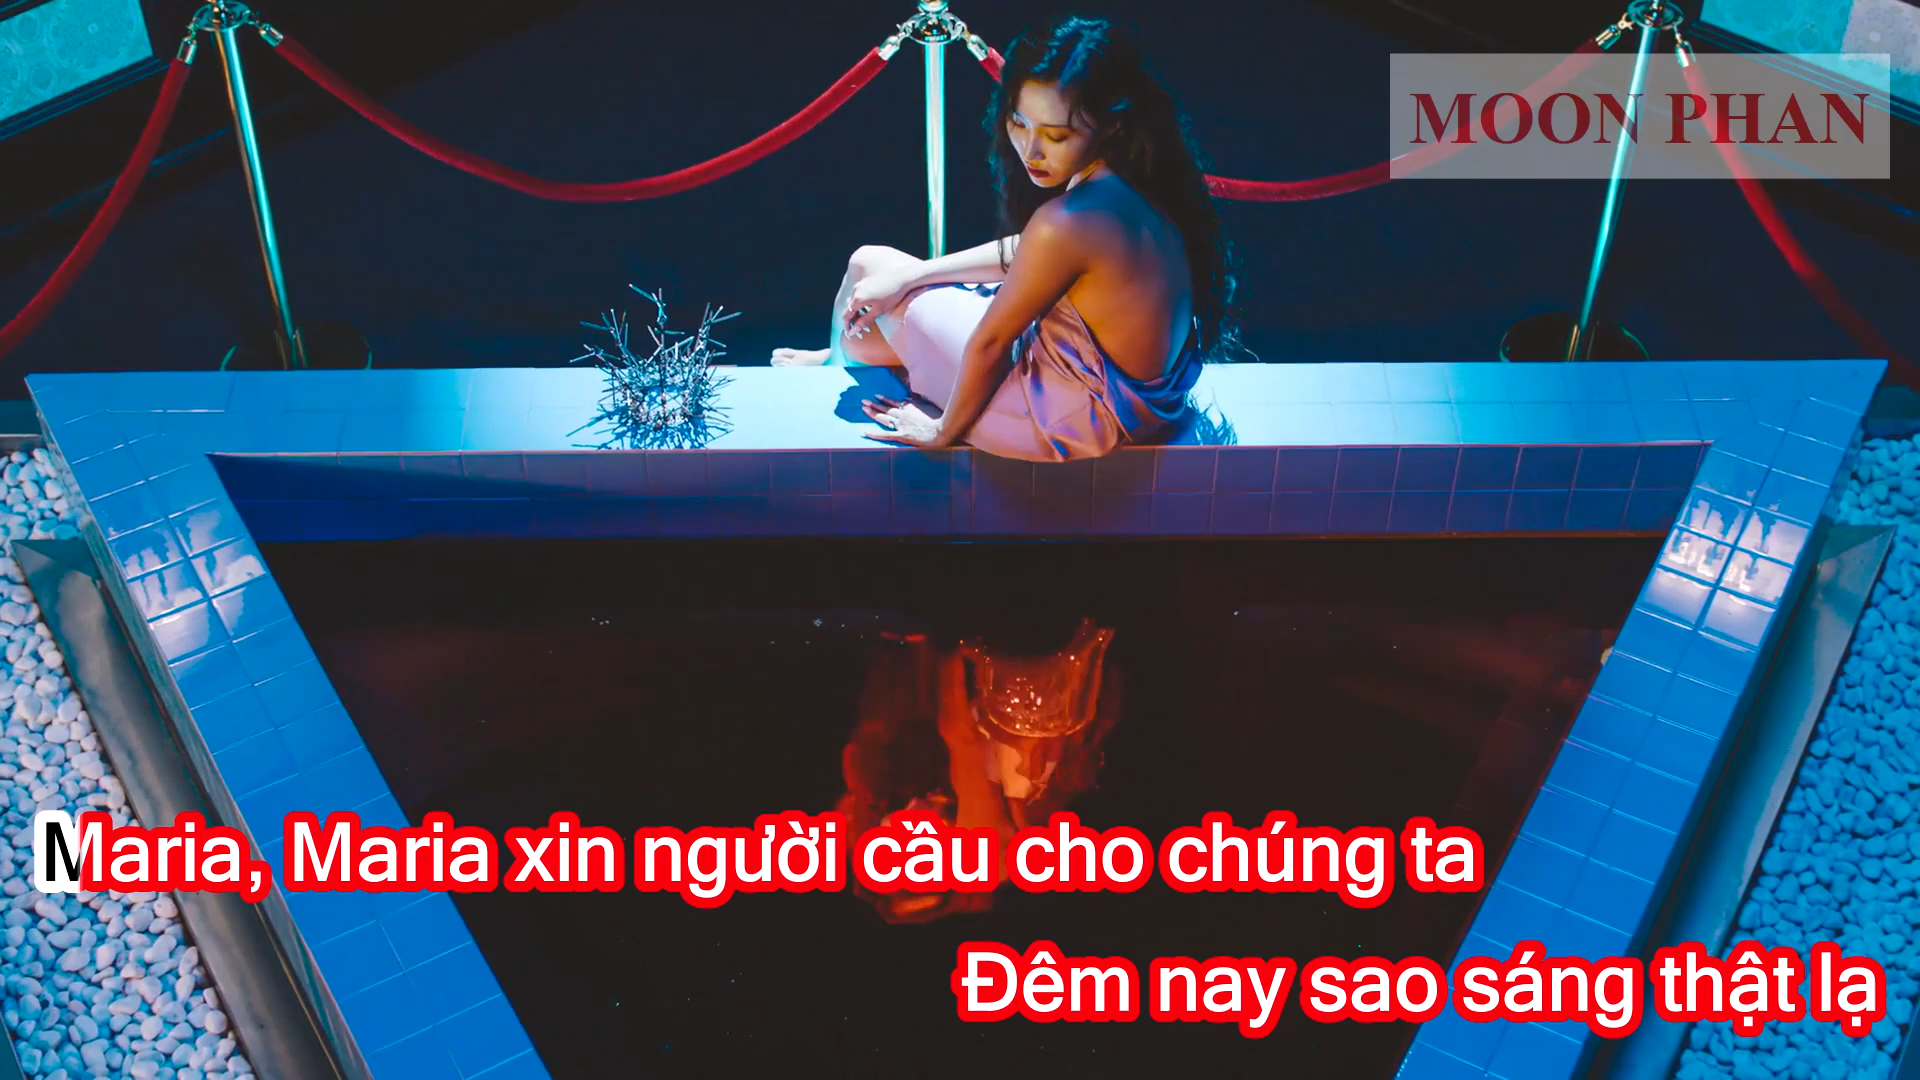 MOON PHAN
Maria, Maria xin người cầu cho chúng ta
Đêm nay sao sáng thật lạ